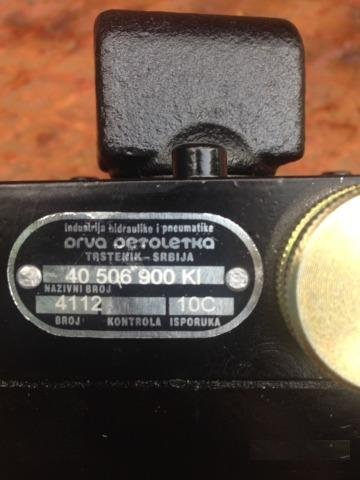 industrija hidraulike i pneumatike
prva petoletka
TRSTENIK-SRBIJA
40 506 900 KI
NAZIVNI BROJ
4112 10C
BROJ KONTROLA ISPORUKA